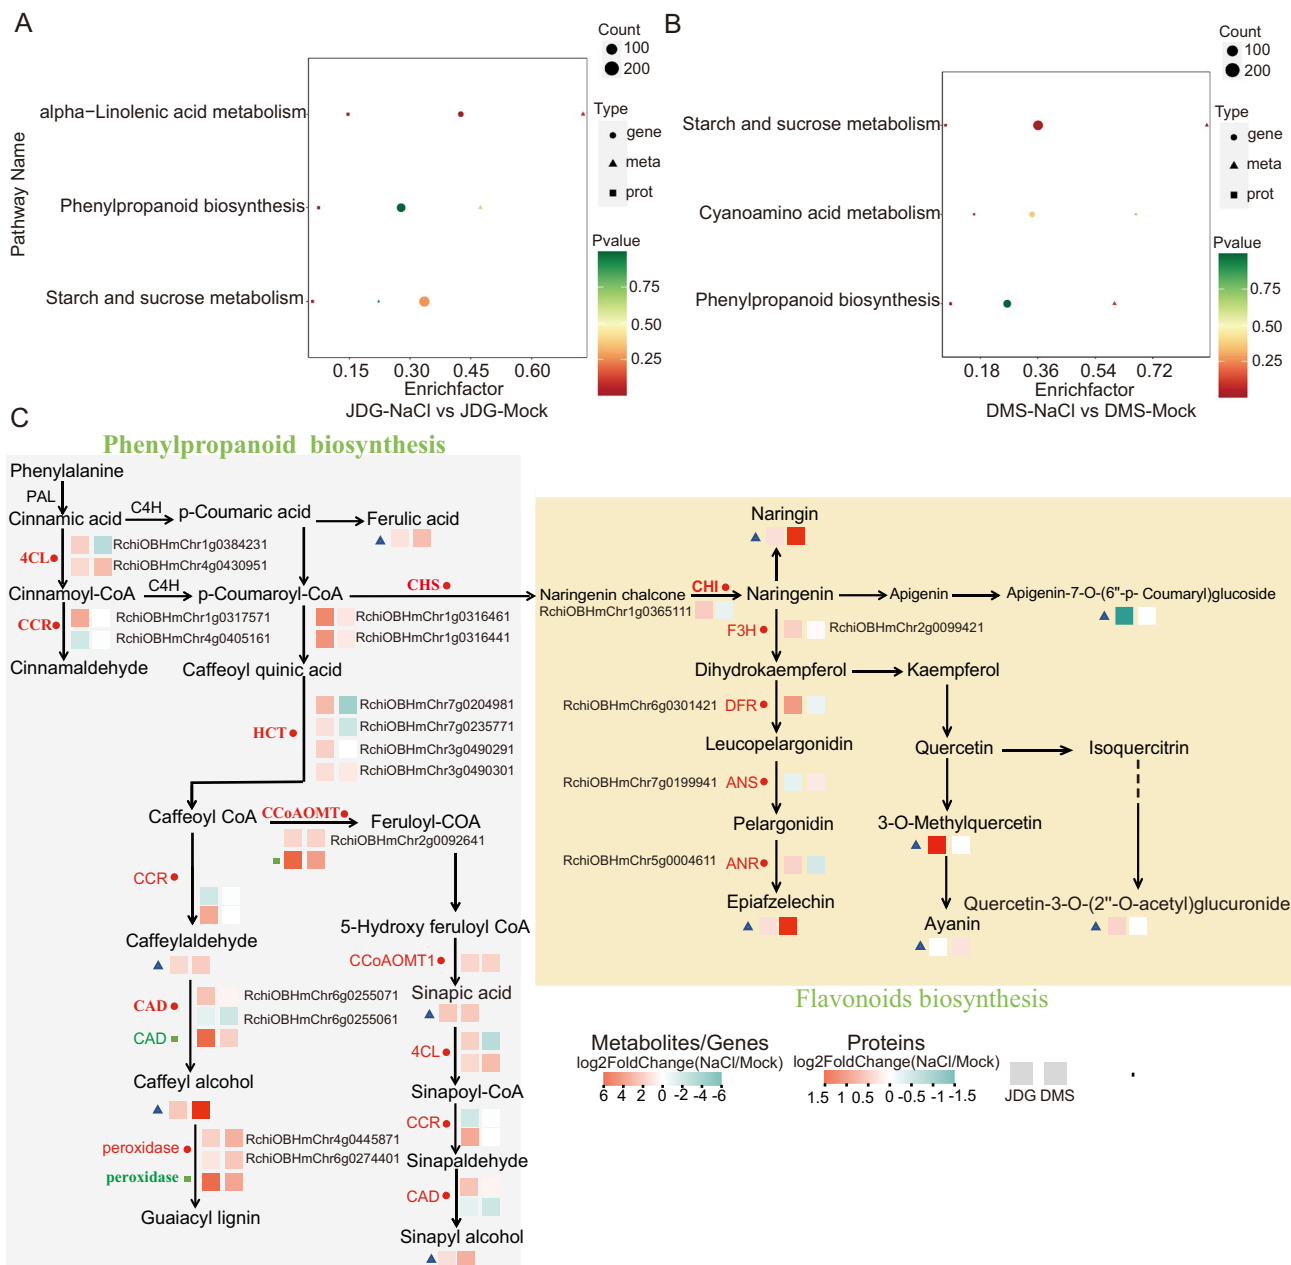 A
Pathway Name
alpha−Linolenic acid metabolism
Phenylpropanoid biosynthesis
Starch and sucrose metabolism
0.15 0.30 0.45 0.60
Enrichfactor
JDG-NaCl vs JDG-Mock
Count
100
200
Type
gene
meta
prot
Pvalue
0.75
0.50
0.25
B
Starch and sucrose metabolism
Cyanoamino acid metabolism
Phenylpropanoid biosynthesis
0.18 0.36 0.54 0.72
Enrichfactor
DMS-NaCl vs DMS-Mock
Count
100
200
Type
gene
meta
prot
Pvalue
0.75
0.50
0.25
C
Phenylpropanoid biosynthesis
Phenylalanine
PAL
Cinnamic acid
C4H
p-Coumaric acid
Ferulic acid
4CL
RchiOBHmChr1g0384231
RchiOBHmChr4g0430951
Cinnamoyl-CoA
C4H
p-Coumaroyl-CoA
CHS
CCR
RchiOBHmChr1g0317571
RchiOBHmChr4g0405161
RchiOBHmChr1g0316461
RchiOBHmChr1g0316441
Cinnamaldehyde
Caffeoyl quinic acid
HCT
RchiOBHmChr7g0204981
RchiOBHmChr7g0235771
RchiOBHmChr3g0490291
RchiOBHmChr3g0490301
Caffeoyl CoA
CCoAOMT
Feruloyl-COA
RchiOBHmChr2g0092641
CCR
Caffeylaldehyde
5-Hydroxy feruloyl CoA
CCoAOMT1
CAD
RchiOBHmChr6g0255071
RchiOBHmChr6g0255061
CAD
Sinapic acid
4CL
Caffeyl alcohol
Sinapoyl-CoA
peroxidase
RchiOBHmChr4g0445871
RchiOBHmChr6g0274401
peroxidase
CCR
Sinapaldehyde
CAD
Guaiacyl lignin
Sinapyl alcohol
Naringin
Naringenin chalcone
RchiOBHmChr1g0365111
CHI
Naringenin
Apigenin
Apigenin-7-O-(6"-p- Coumaryl)glucoside
F3H
RchiOBHmChr2g0099421
Dihydrokaempferol
Kaempferol
RchiOBHmChr6g0301421
DFR
Leucopelargonidin
Quercetin
Isoquercitrin
RchiOBHmChr7g0199941
ANS
Pelargonidin
3-O-Methylquercetin
RchiOBHmChr5g0004611
ANR
Epiafzelechin
Ayanin
Quercetin-3-O-(2"-O-acetyl)glucuronide
Flavonoids biosynthesis
Metabolites/Genes
log2FoldChange(NaCl/Mock)
6 4 2 0 -2 -4 -6
Proteins
log2FoldChange(NaCl/Mock)
1.5 1 0.5 0 -0.5 -1 -1.5
JDG DMS